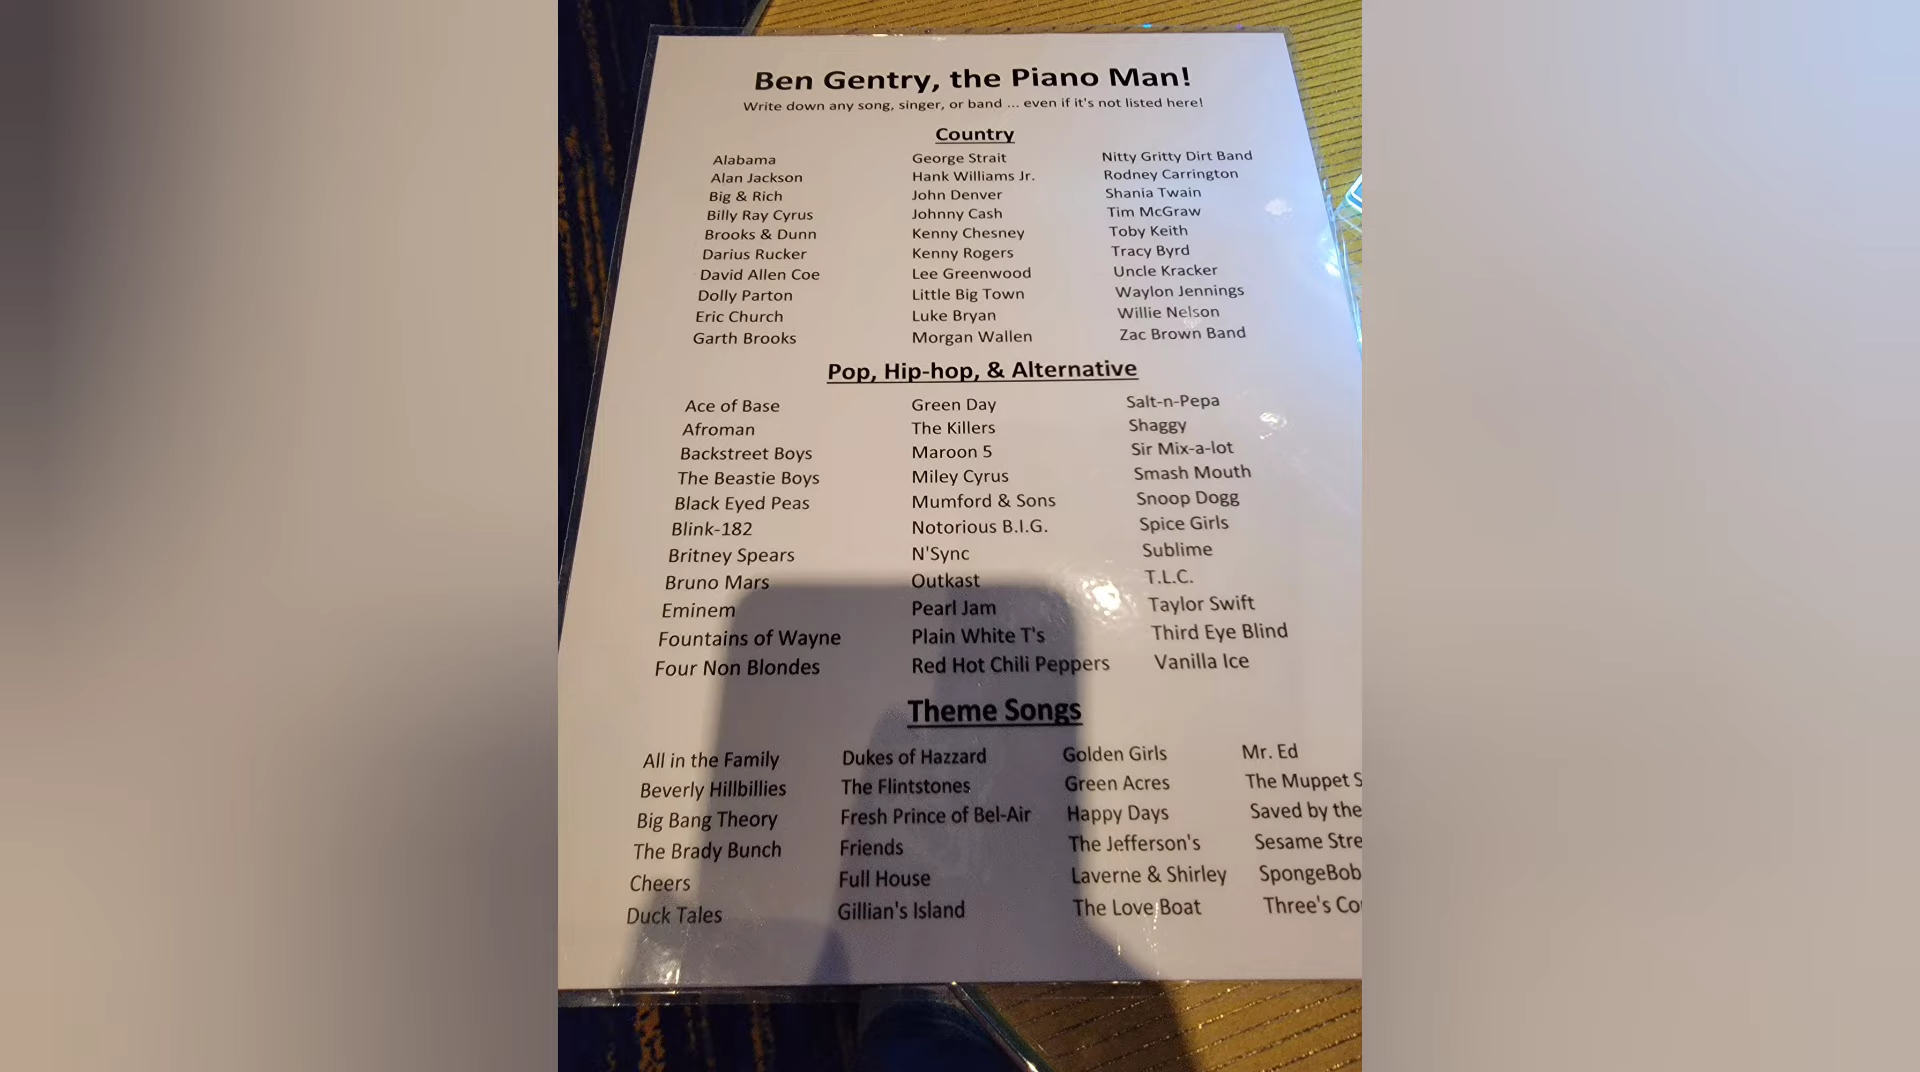 Ben Gentry, the Piano Man!
Write down any song, singer, or band ... even if it's not listed here!
Country
Alabama George Strait Nitty Gritty Dirt Band
Alan Jackson Hank Williams Jr. Rodney Carrington
Big & Rich John Denver Shania Twain
Billy Ray Cyrus Johnny Cash Tim McGraw
Brooks & Dunn Kenny Chesney Toby Keith
Darius Rucker Kenny Rogers Tracy Byrd
David Allen Coe Lee Greenwood Uncle Kracker
Dolly Parton Little Big Town Waylon Jennings
Eric Church Luke Bryan Willie Nelson
Garth Brooks Morgan Wallen Zac Brown Band
Pop, Hip-hop, & Alternative
Ace of Base Green Day Salt-n-Pepa
Afroman The Killers Shaggy
Backstreet Boys Maroon 5 Sir Mix-a-lot
The Beastie Boys Miley Cyrus Smash Mouth
Black Eyed Peas Mumford & Sons Snoop Dogg
Blink-182 Notorious B.I.G. Spice Girls
Britney Spears N'Sync Sublime
Bruno Mars Outkast T.L.C.
Eminem Pearl Jam Taylor Swift
Fountains of Wayne Plain White T's Third Eye Blind
Four Non Blondes Red Hot Chili Peppers Vanilla Ice
Theme Songs
All in the Family Dukes of Hazzard Golden Girls Mr. Ed
Beverly Hillbillies The Flintstones Green Acres The Muppet S
Big Bang Theory Fresh Prince of Bel-Air Happy Days Saved by the
The Brady Bunch Friends The Jefferson's Sesame Stre
Cheers Full House Laverne & Shirley SpongeBob
Duck Tales Gillian's Island The Love Boat Three's Co